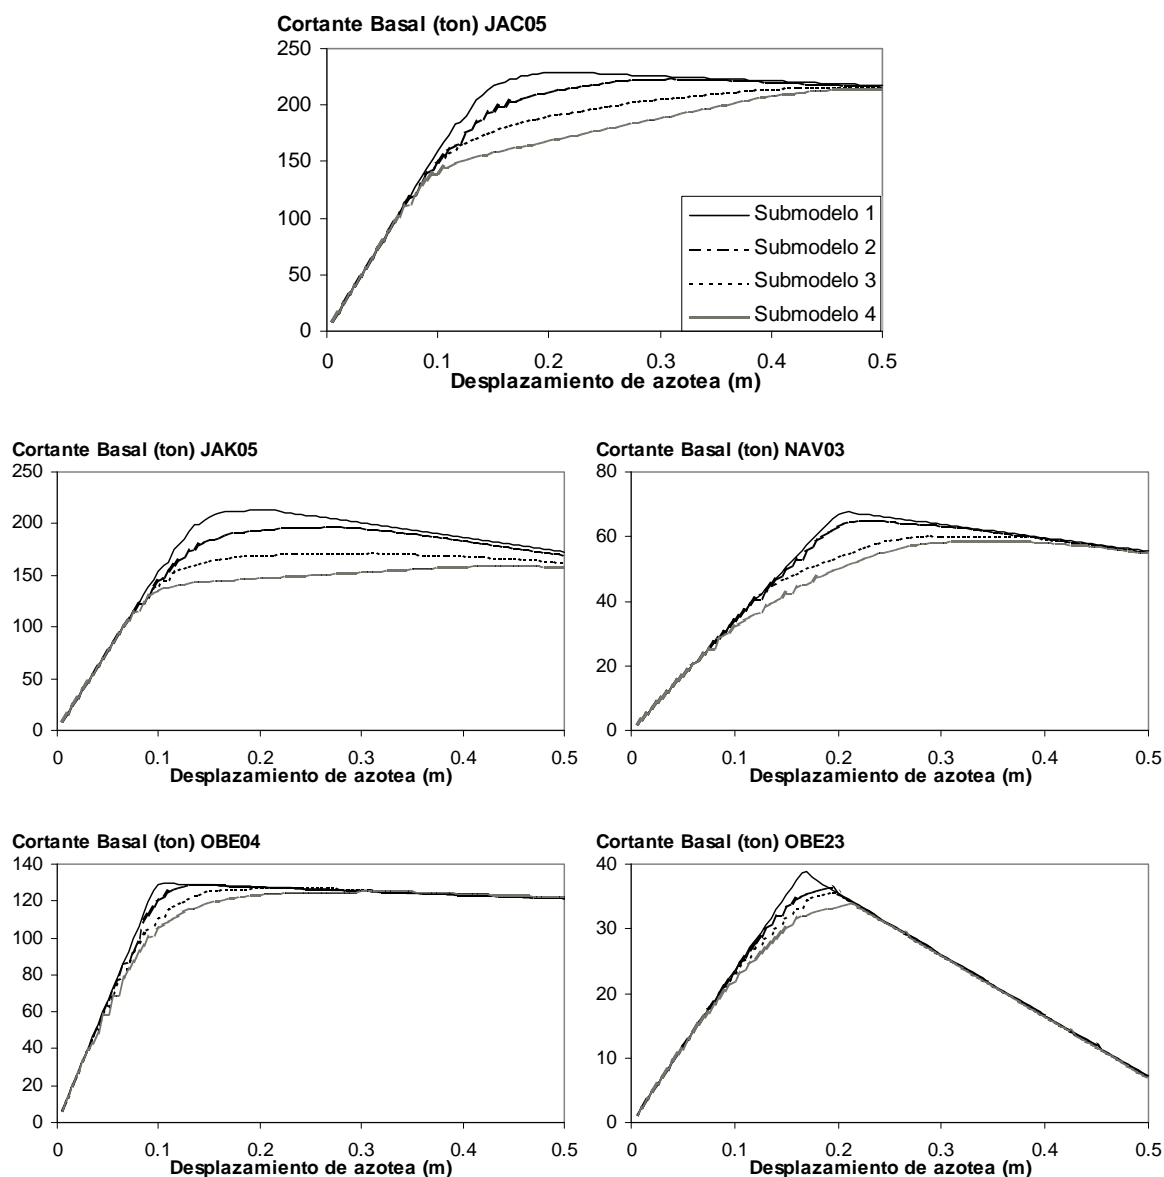 Cortante Basal (ton) JAC05
250
200
150
100
50
0
Submodelo 1
Submodelo 2
Submodelo 3
Submodelo 4
0 0.1 0.2 0.3 0.4 0.5
Desplazamiento de azotea (m)
Cortante Basal (ton) JAK05
250
200
150
100
50
0
0 0.1 0.2 0.3 0.4 0.5
Desplazamiento de azotea (m)
Cortante Basal (ton) NAV03
80
60
40
20
0
0 0.1 0.2 0.3 0.4 0.5
Desplazamiento de azotea (m)
Cortante Basal (ton) OBE04
140
120
100
80
60
40
20
0
0 0.1 0.2 0.3 0.4 0.5
Desplazamiento de azotea (m)
Cortante Basal (ton) OBE23
40
30
20
10
0
0 0.1 0.2 0.3 0.4 0.5
Desplazamiento de azotea (m)